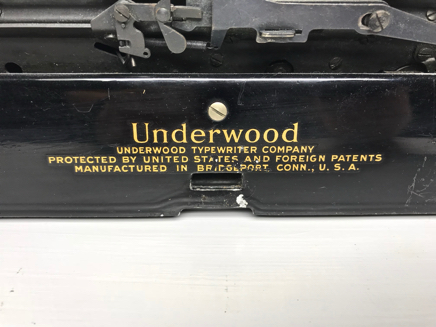 Underwood
UNDERWOOD TYPEWRITER COMPANY
PROTECTED BY UNITED STATES AND FOREIGN PATENTS
MANUFACTURED IN BRIDGEPORT CONN., U. S. A.